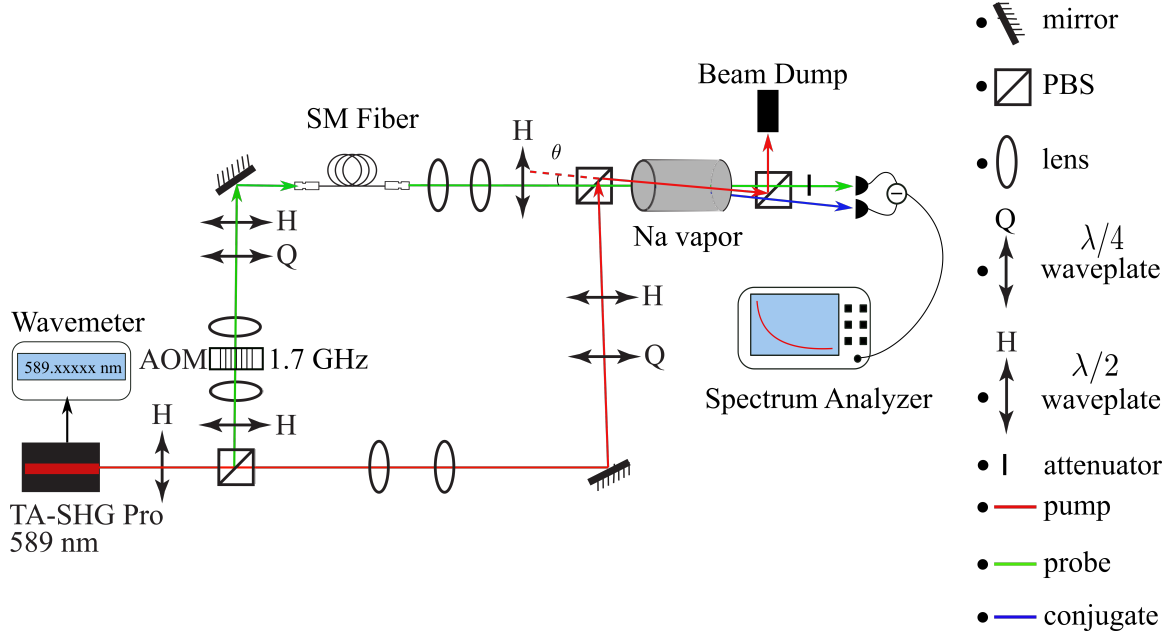 Beam Dump
SM Fiber
H
θ
Na vapor
H
Q
H
Q
Wavemeter
589.xxxxx nm
AOM
1.7 GHz
H
H
TA-SHG Pro
589 nm
Spectrum Analyzer
mirror
PBS
lens
Q
λ/4
waveplate
H
λ/2
waveplate
attenuator
pump
probe
conjugate